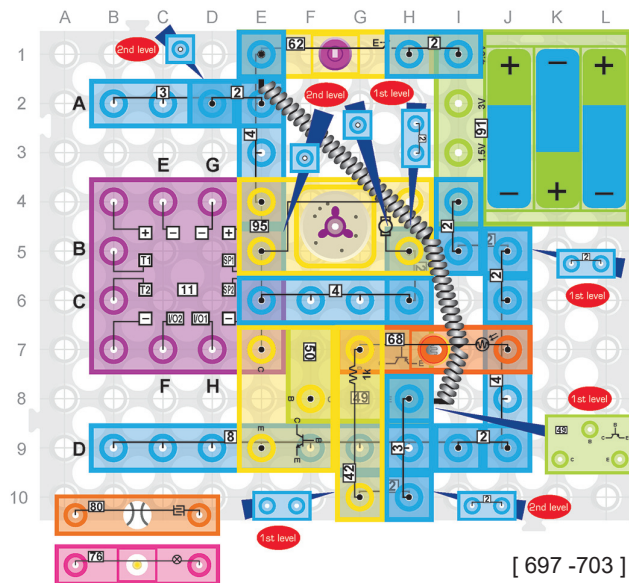 A B C D E F G H I J K L
2nd level
1 62 E 2
2nd level 1st level
2 A 3 2 3V
+ − +
91
3 4 2 1.5V
E G
− + −
4
95
+ − − +
B T1 SP1
5 2 2 2
1st level
C T2 11 SP2
6 4 2
− I/O2 I/O1 −
7 50 68
F H C 1k
8 B C 49 4 1st level
E C B E
49 B C E C E
9 D 8 3 2
42
10 2
2nd level
1st level
80
76
[ 697 -703 ]